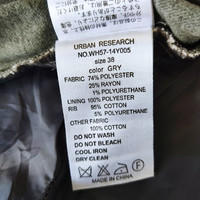 URBAN RESEARCH
NO.WH57-14Y005
size 38
color GRY
FABRIC 74% POLYESTER
25% RAYON
1% POLYURETHANE
LINING 100% POLYESTER
RIB 95% COTTON
5% POLYURETHANE
OTHER FABRIC
100% COTTON
DO NOT WASH
DO NOT BLEACH
COOL IRON
DRY CLEAN
MADE IN CHINA